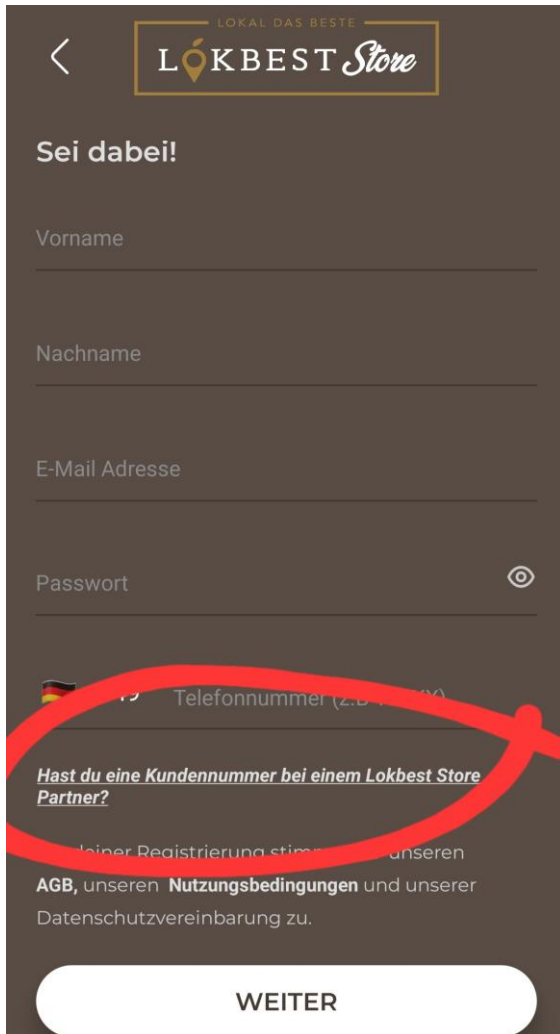 LOKAL DAS BESTE
LOKBEST Store
Sei dabei!
Vorname
Nachname
E-Mail Adresse
Passwort
Telefonnummer (z.B
Hast du eine Kundennummer bei einem Lokbest Store
Partner?
deiner Registrierung unseren
AGB, unseren Nutzungsbedingungen und unserer
Datenschutzvereinbarung zu.
WEITER